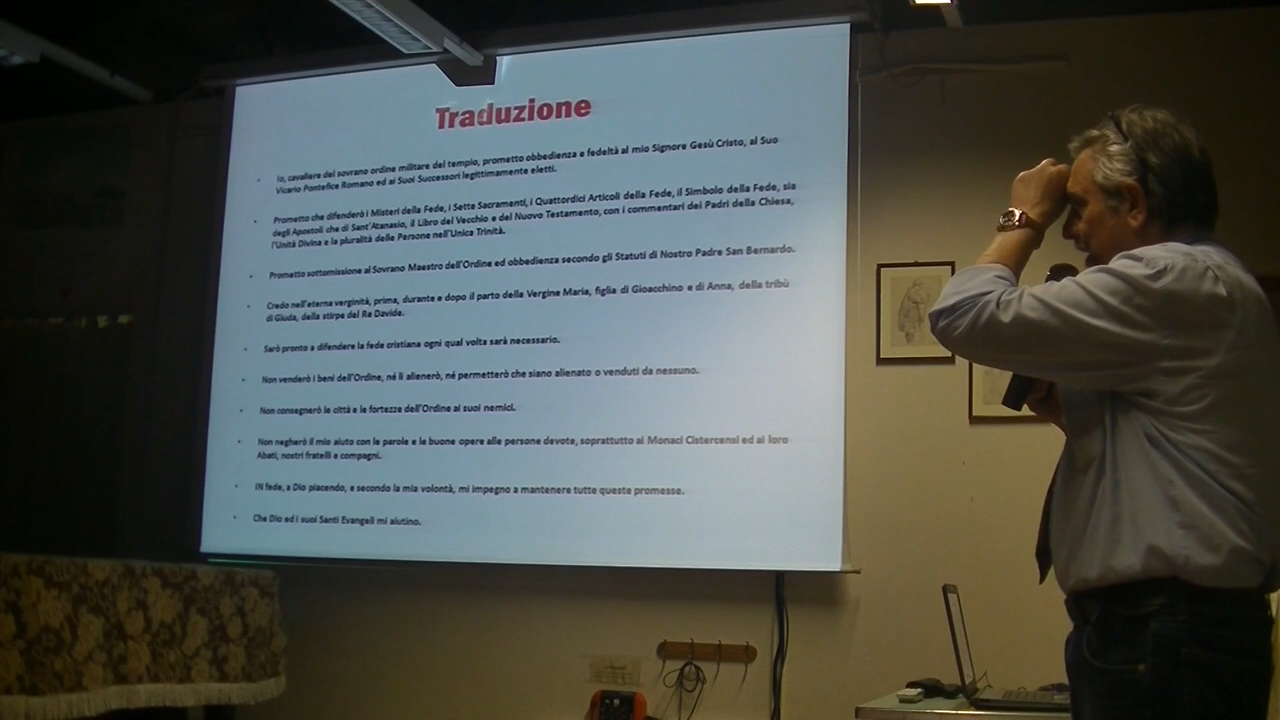 Traduzione
Io, cavaliere del sovrano ordine militare del tempio, prometto obbedienza e fedeltà al mio Signore Gesù Cristo, al Suo
Vicario Pontefice Romano ed ai Suoi Successori legittimamente eletti.
Prometto che difenderò i Misteri della Fede, i Sette Sacramenti, i Quattordici Articoli della Fede, il Simbolo della Fede, sia
degli Apostoli che di Sant'Atanasio, il Libro del Vecchio e del Nuovo Testamento, con i commentari dei Padri della Chiesa,
l'Unità Divina e la pluralità delle Persone nell'Unica Trinità.
Prometto sottomissione al Sovrano Maestro dell'Ordine ed obbedienza secondo gli Statuti di Nostro Padre San Bernardo.
Credo nell'eterna verginità, prima, durante e dopo il parto della Vergine Maria, figlia di Gioacchino e di Anna, della tribù
di Giuda, della stirpe del Re Davide.
Sarò pronto a difendere la fede cristiana ogni qual volta sarà necessario.
Non venderò i beni dell'Ordine, né li alienerò, né permetterò che siano alienato o venduti da nessuno.
Non consegnerò le città e le fortezze dell'Ordine ai suoi nemici.
Non negherò il mio aiuto con le parole e le buone opere alle persone devote, soprattutto ai Monaci Cistercensi ed ai loro
Abati, nostri fratelli e compagni.
IN fede, a Dio piacendo, e secondo la mia volontà, mi impegno a mantenere tutte queste promesse.
Che Dio ed i suoi Santi Evangeli mi aiutino.